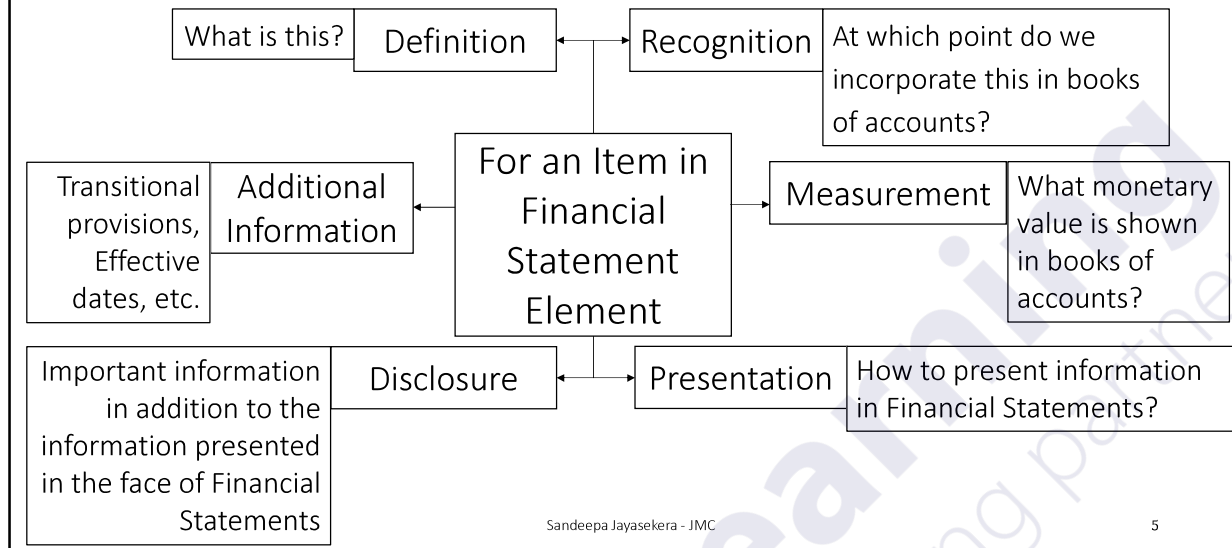 What is this?
Definition
Recognition
At which point do we
incorporate this in books
of accounts?
For an Item in
Financial
Statement
Element
Transitional
provisions,
Effective
dates, etc.
Additional
Information
Measurement
What monetary
value is shown
in books of
accounts?
Important information
in addition to the
information presented
in the face of Financial
Statements
Disclosure
Presentation
How to present information
in Financial Statements?
Sandeepa Jayasekera - JMC
5